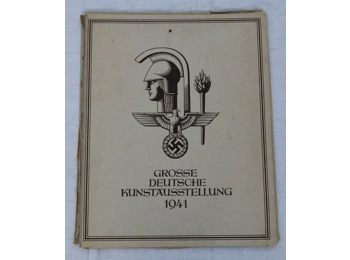 GROSSE
DEUTSCHE
KUNSTAUSSTELLUNG
1941